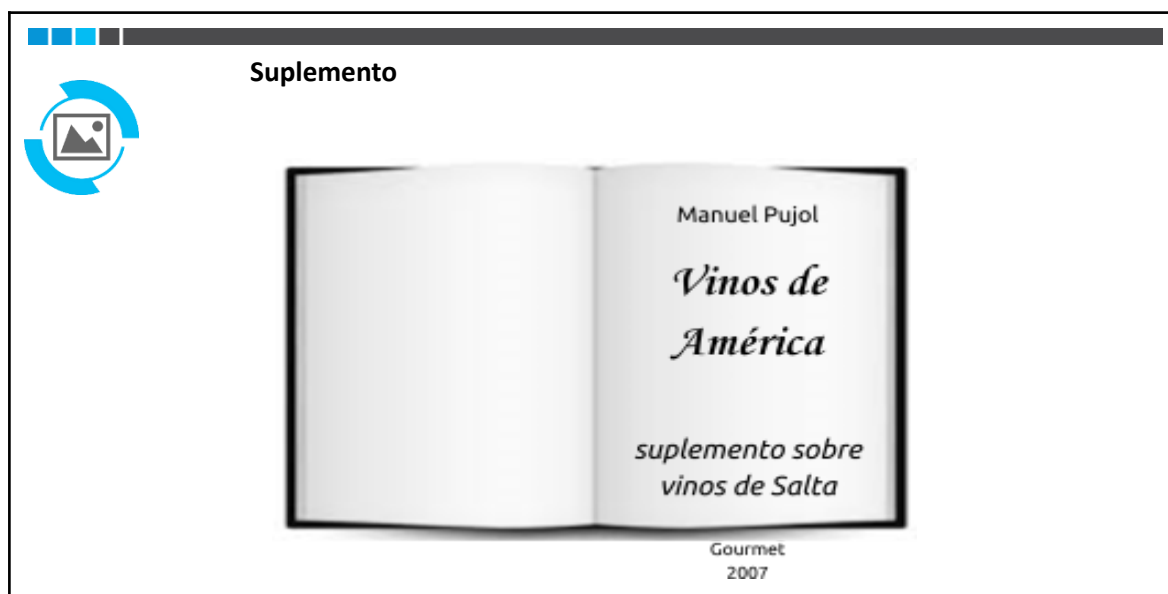 Suplemento
Manuel Pujol
Vinos de
América
suplemento sobre
vinos de Salta
Gourmet
2007